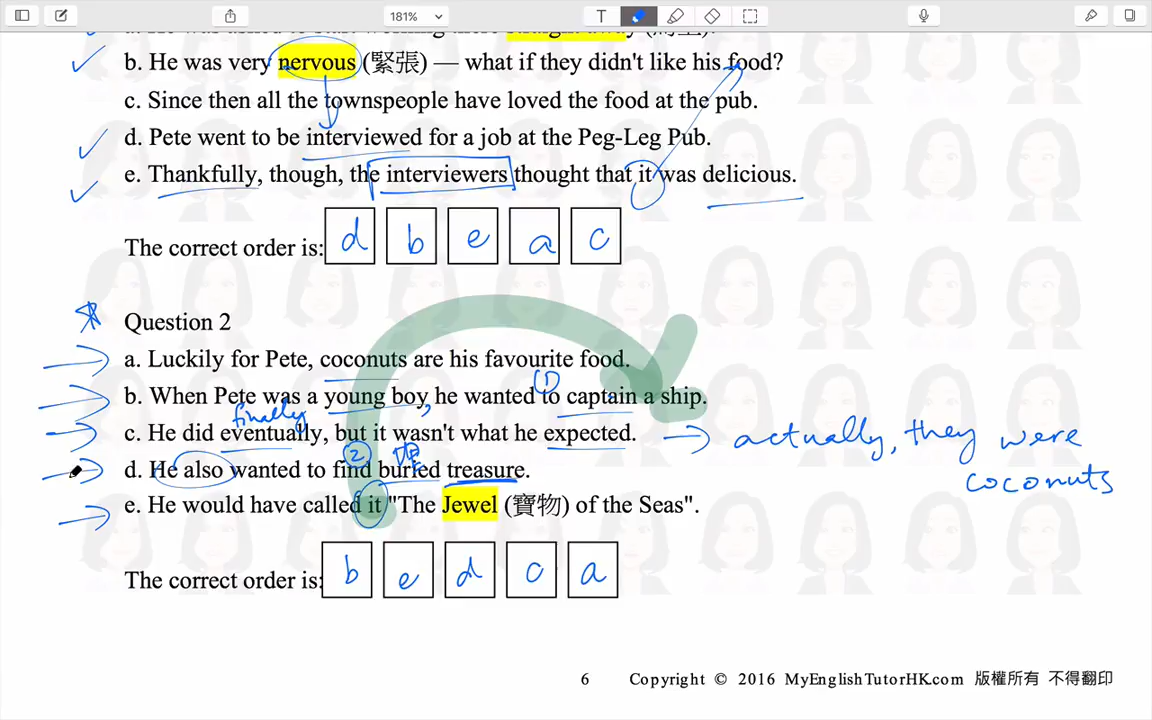 181%
T
b. He was very nervous (緊張) — what if they didn't like his food?
c. Since then all the townspeople have loved the food at the pub.
d. Pete went to be interviewed for a job at the Peg-Leg Pub.
e. Thankfully, though, the interviewers thought that it was delicious.
The correct order is: d b e a c
Question 2
a. Luckily for Pete, coconuts are his favourite food.
①
b. When Pete was a young boy, he wanted to captain a ship.
finally
c. He did eventually, but it wasn't what he expected. → actually, they were coconuts
② 埋
d. He also wanted to find buried treasure.
e. He would have called it "The Jewel (寶物) of the Seas".
The correct order is: b e d c a
6 Copyright © 2016 MyEnglishTutorHK.com 版權所有 不得翻印